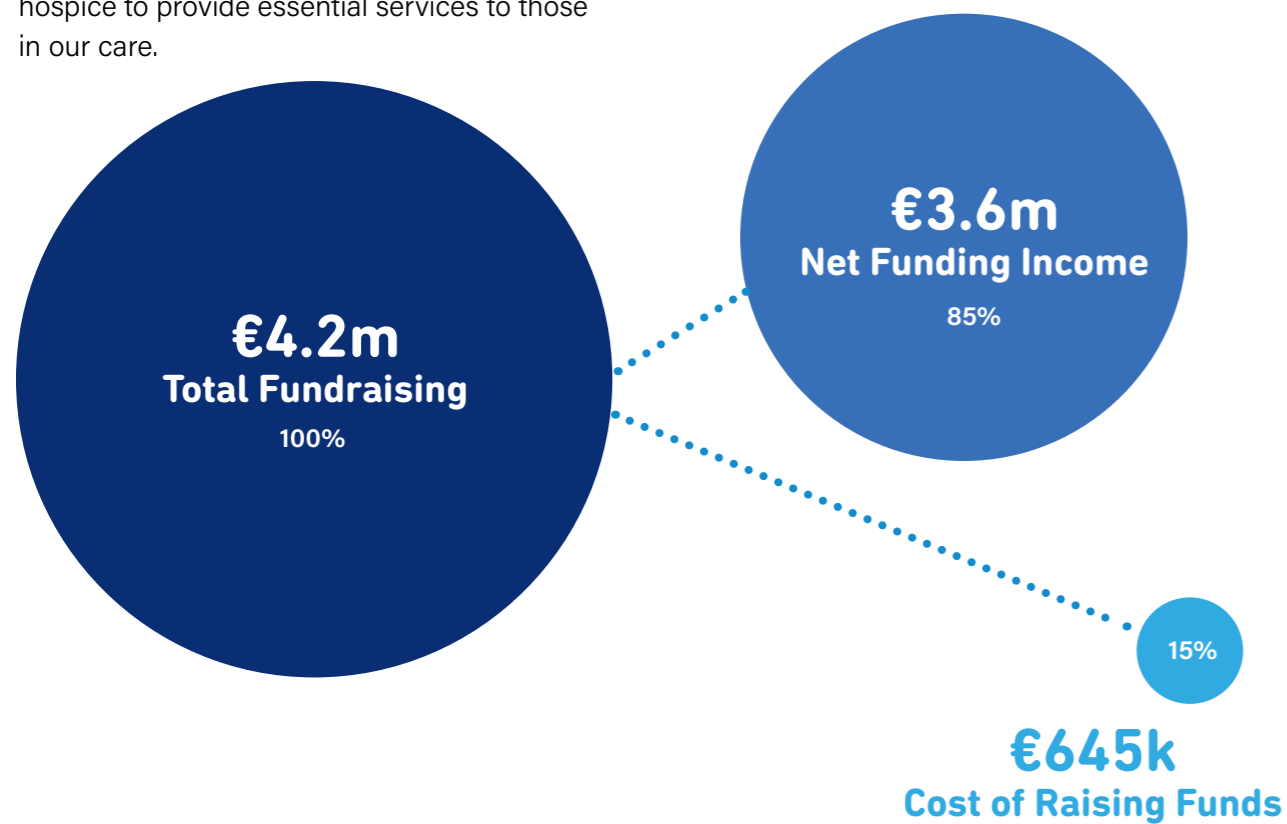 hospice to provide essential services to those
in our care.
€4.2m
Total Fundraising
100%
€3.6m
Net Funding Income
85%
15%
€645k
Cost of Raising Funds